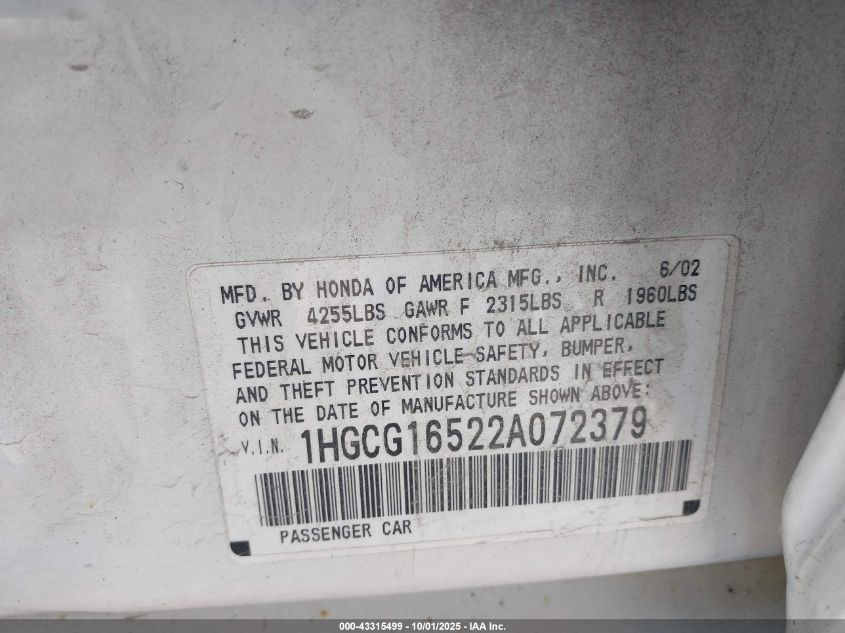 MFD. BY HONDA OF AMERICA MFG., INC. 6/02
GVWR 4255LBS GAWR F 2315LBS R 1960LBS
THIS VEHICLE CONFORMS TO ALL APPLICABLE
FEDERAL MOTOR VEHICLE SAFETY, BUMPER,
AND THEFT PREVENTION STANDARDS IN EFFECT
ON THE DATE OF MANUFACTURE SHOWN ABOVE:
V.I.N. 1HGCG16522A072379
PASSENGER CAR
000-43315499 - 10/01/2025 - IAA Inc.